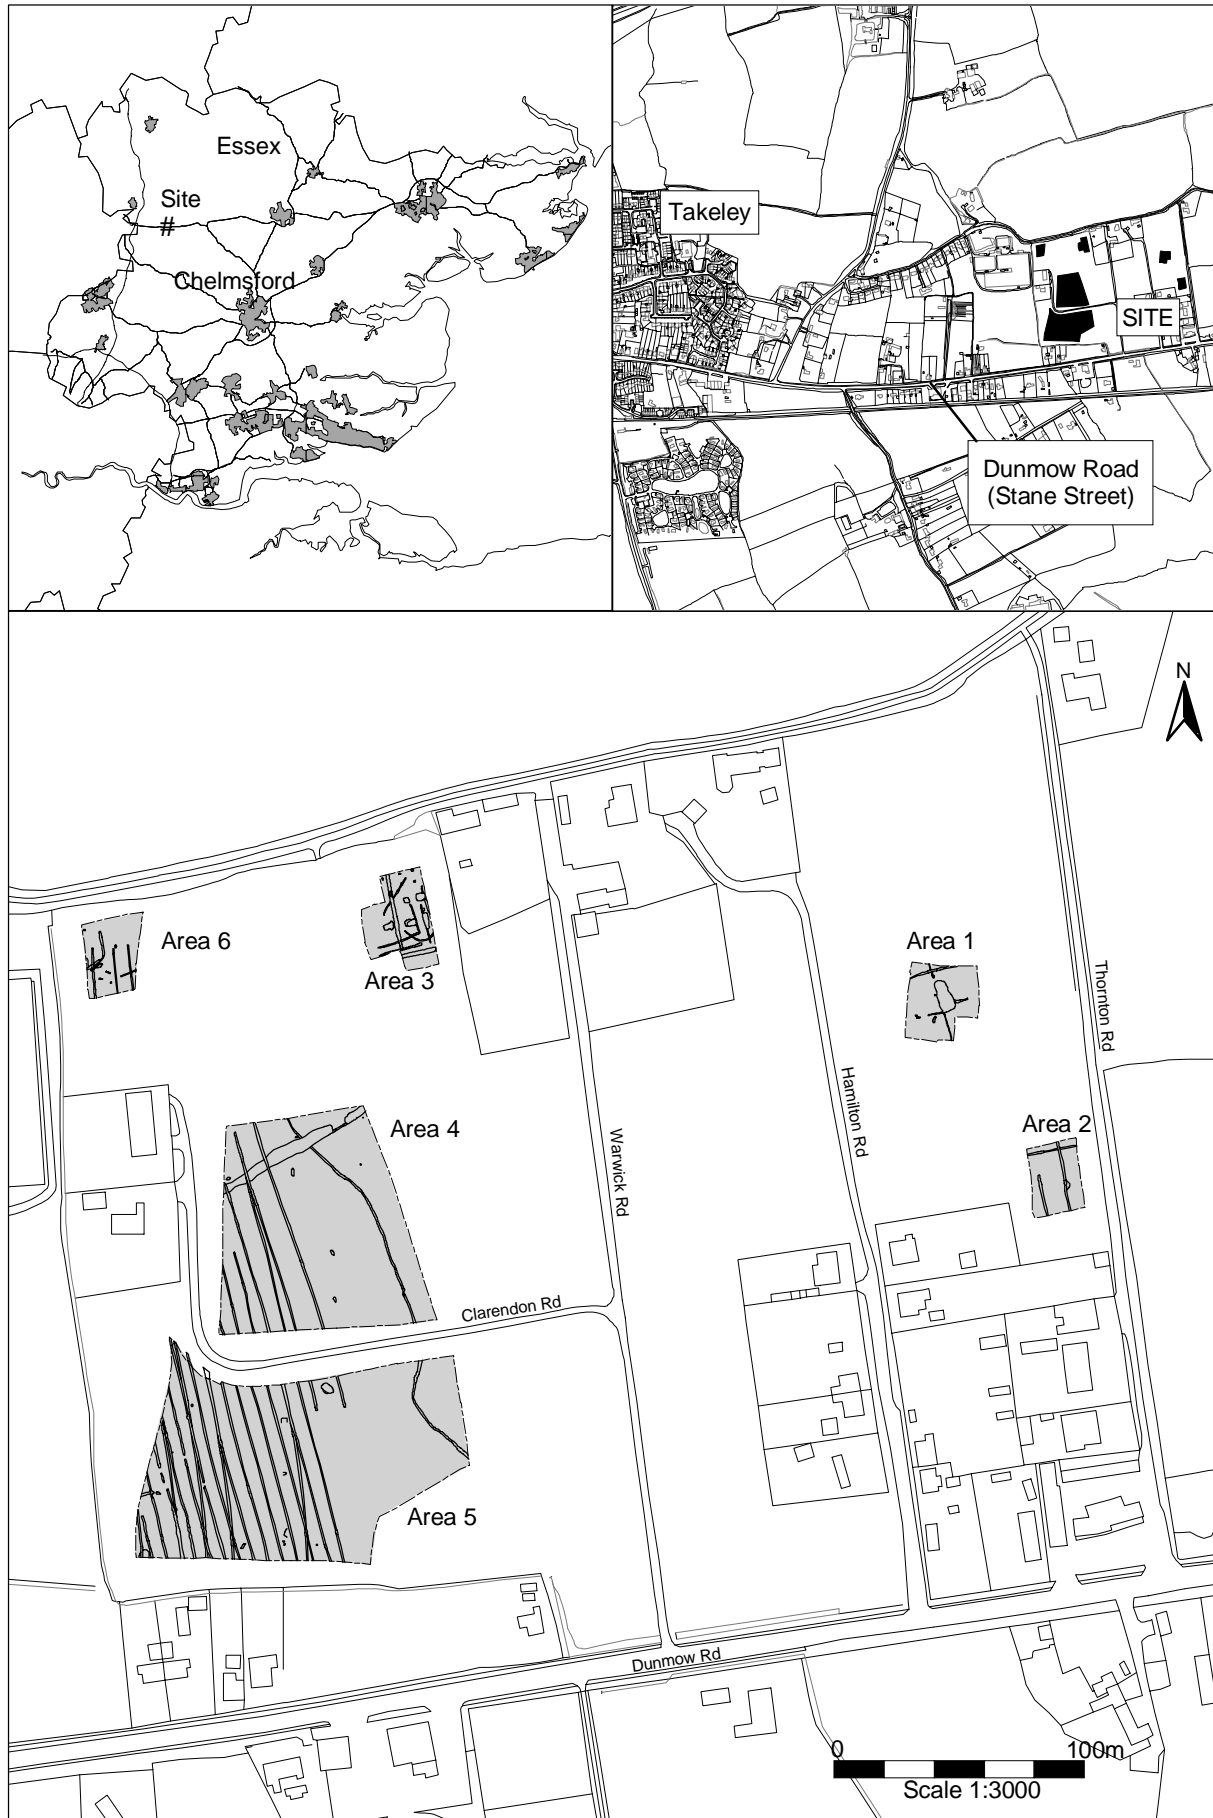 Essex
Site
#
Chelmsford
Takeley
SITE
Dunmow Road
(Stane Street)
N
Area 6
Area 3
Area 1
Thornton Rd
Area 4
Hamilton Rd
Area 2
Warwick Rd
Clarendon Rd
Area 5
Dunmow Rd
0 100m
Scale 1:3000